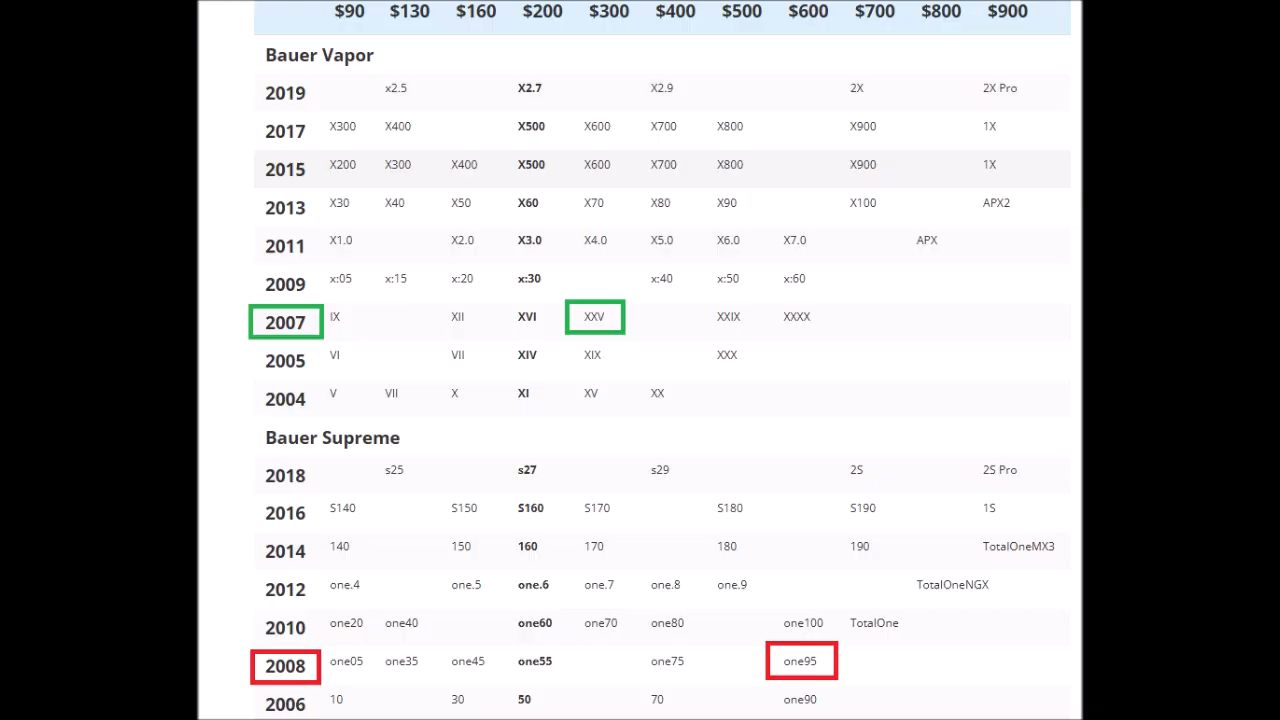 $90 $130 $160 $200 $300 $400 $500 $600 $700 $800 $900
Bauer Vapor
2019 x2.5 X2.7 X2.9 2X 2X Pro
2017 X300 X400 X500 X600 X700 X800 X900 1X
2015 X200 X300 X400 X500 X600 X700 X800 X900 1X
2013 X30 X40 X50 X60 X70 X80 X90 X100 APX2
2011 X1.0 X2.0 X3.0 X4.0 X5.0 X6.0 X7.0 APX
2009 x:05 x:15 x:20 x:30 x:40 x:50 x:60
2007 IX XII XVI XXV XXIX XXXX
2005 VI VII XIV XIX XXX
2004 V VII X XI XV XX
Bauer Supreme
2018 s25 s27 s29 2S 2S Pro
2016 S140 S150 S160 S170 S180 S190 1S
2014 140 150 160 170 180 190 TotalOneMX3
2012 one.4 one.5 one.6 one.7 one.8 one.9 TotalOneNGX
2010 one20 one40 one60 one70 one80 one100 TotalOne
2008 one05 one35 one45 one55 one75 one95
2006 10 30 50 70 one90